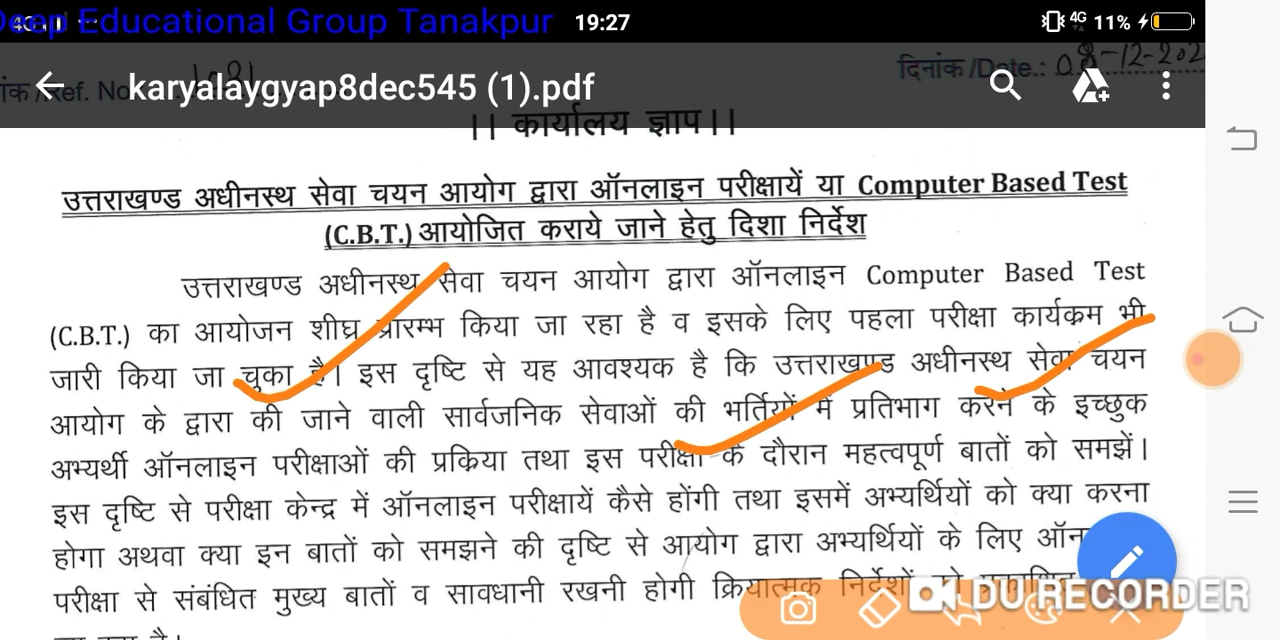 Deep Educational Group Tanakpur
19:27
4G 11%
karyalaygyap8dec545 (1).pdf
/Ref. No दिनांक /Date.: 08-12-202
।। कार्यालय ज्ञाप ।।
उत्तराखण्ड अधीनस्थ सेवा चयन आयोग द्वारा ऑनलाइन परीक्षायें या Computer Based Test
(C.B.T.) आयोजित कराये जाने हेतु दिशा निर्देश
उत्तराखण्ड अधीनस्थ सेवा चयन आयोग द्वारा ऑनलाइन Computer Based Test
(C.B.T.) का आयोजन शीघ्र प्रारम्भ किया जा रहा है व इसके लिए पहला परीक्षा कार्यक्रम भी
जारी किया जा चुका है। इस दृष्टि से यह आवश्यक है कि उत्तराखण्ड अधीनस्थ सेवा चयन
आयोग के द्वारा की जाने वाली सार्वजनिक सेवाओं की भर्तियों में प्रतिभाग करने के इच्छुक
अभ्यर्थी ऑनलाइन परीक्षाओं की प्रकिया तथा इस परीक्षा के दौरान महत्वपूर्ण बातों को समझें।
इस दृष्टि से परीक्षा केन्द्र में ऑनलाइन परीक्षायें कैसे होंगी तथा इसमें अभ्यर्थियों को क्या करना
होगा अथवा क्या इन बातों को समझने की दृष्टि से आयोग द्वारा अभ्यर्थियों के लिए ऑन
परीक्षा से संबंधित मुख्य बातों व सावधानी रखनी होगी क्रियात्मक निर्देशों को
DU RECORDER